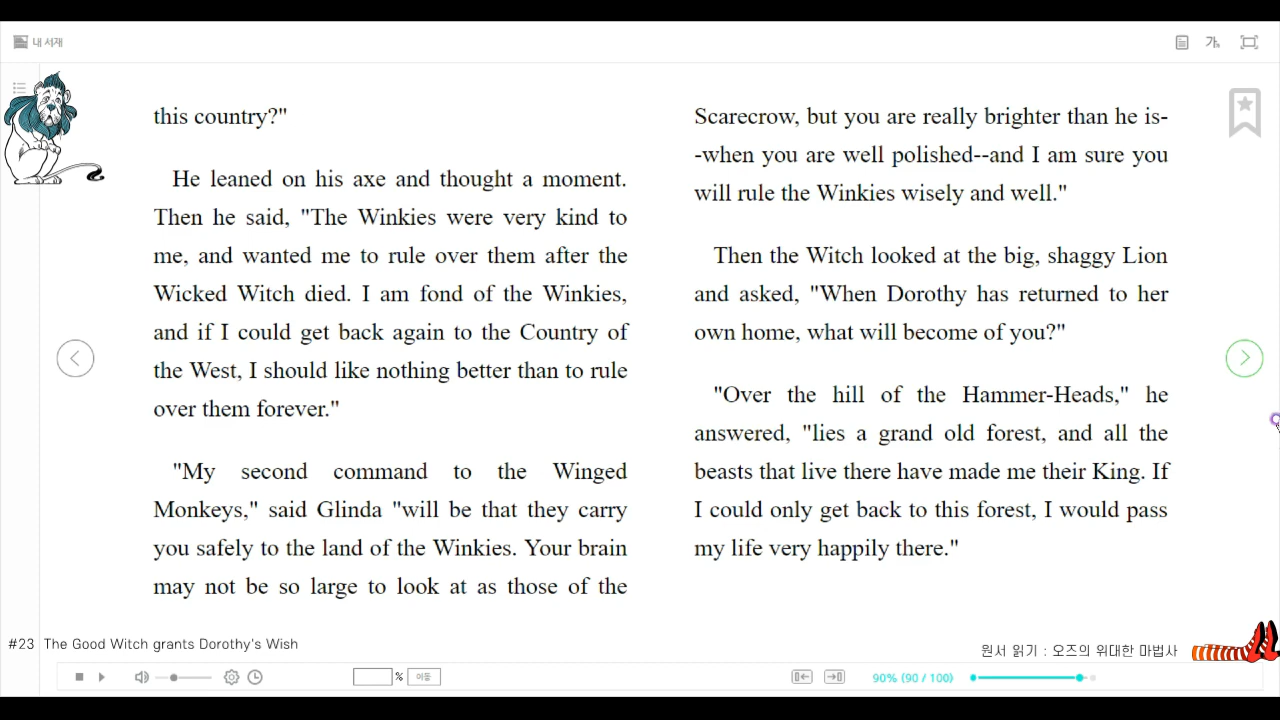 내 서재
가
this country?"
He leaned on his axe and thought a moment.
Then he said, "The Winkies were very kind to
me, and wanted me to rule over them after the
Wicked Witch died. I am fond of the Winkies,
and if I could get back again to the Country of
the West, I should like nothing better than to rule
over them forever."
"My second command to the Winged
Monkeys," said Glinda "will be that they carry
you safely to the land of the Winkies. Your brain
may not be so large to look at as those of the
Scarecrow, but you are really brighter than he is-
-when you are well polished--and I am sure you
will rule the Winkies wisely and well."
Then the Witch looked at the big, shaggy Lion
and asked, "When Dorothy has returned to her
own home, what will become of you?"
"Over the hill of the Hammer-Heads," he
answered, "lies a grand old forest, and all the
beasts that live there have made me their King. If
I could only get back to this forest, I would pass
my life very happily there."
#23 The Good Witch grants Dorothy's Wish
원서 읽기 : 오즈의 위대한 마법사
% 이동
90% (90 / 100)